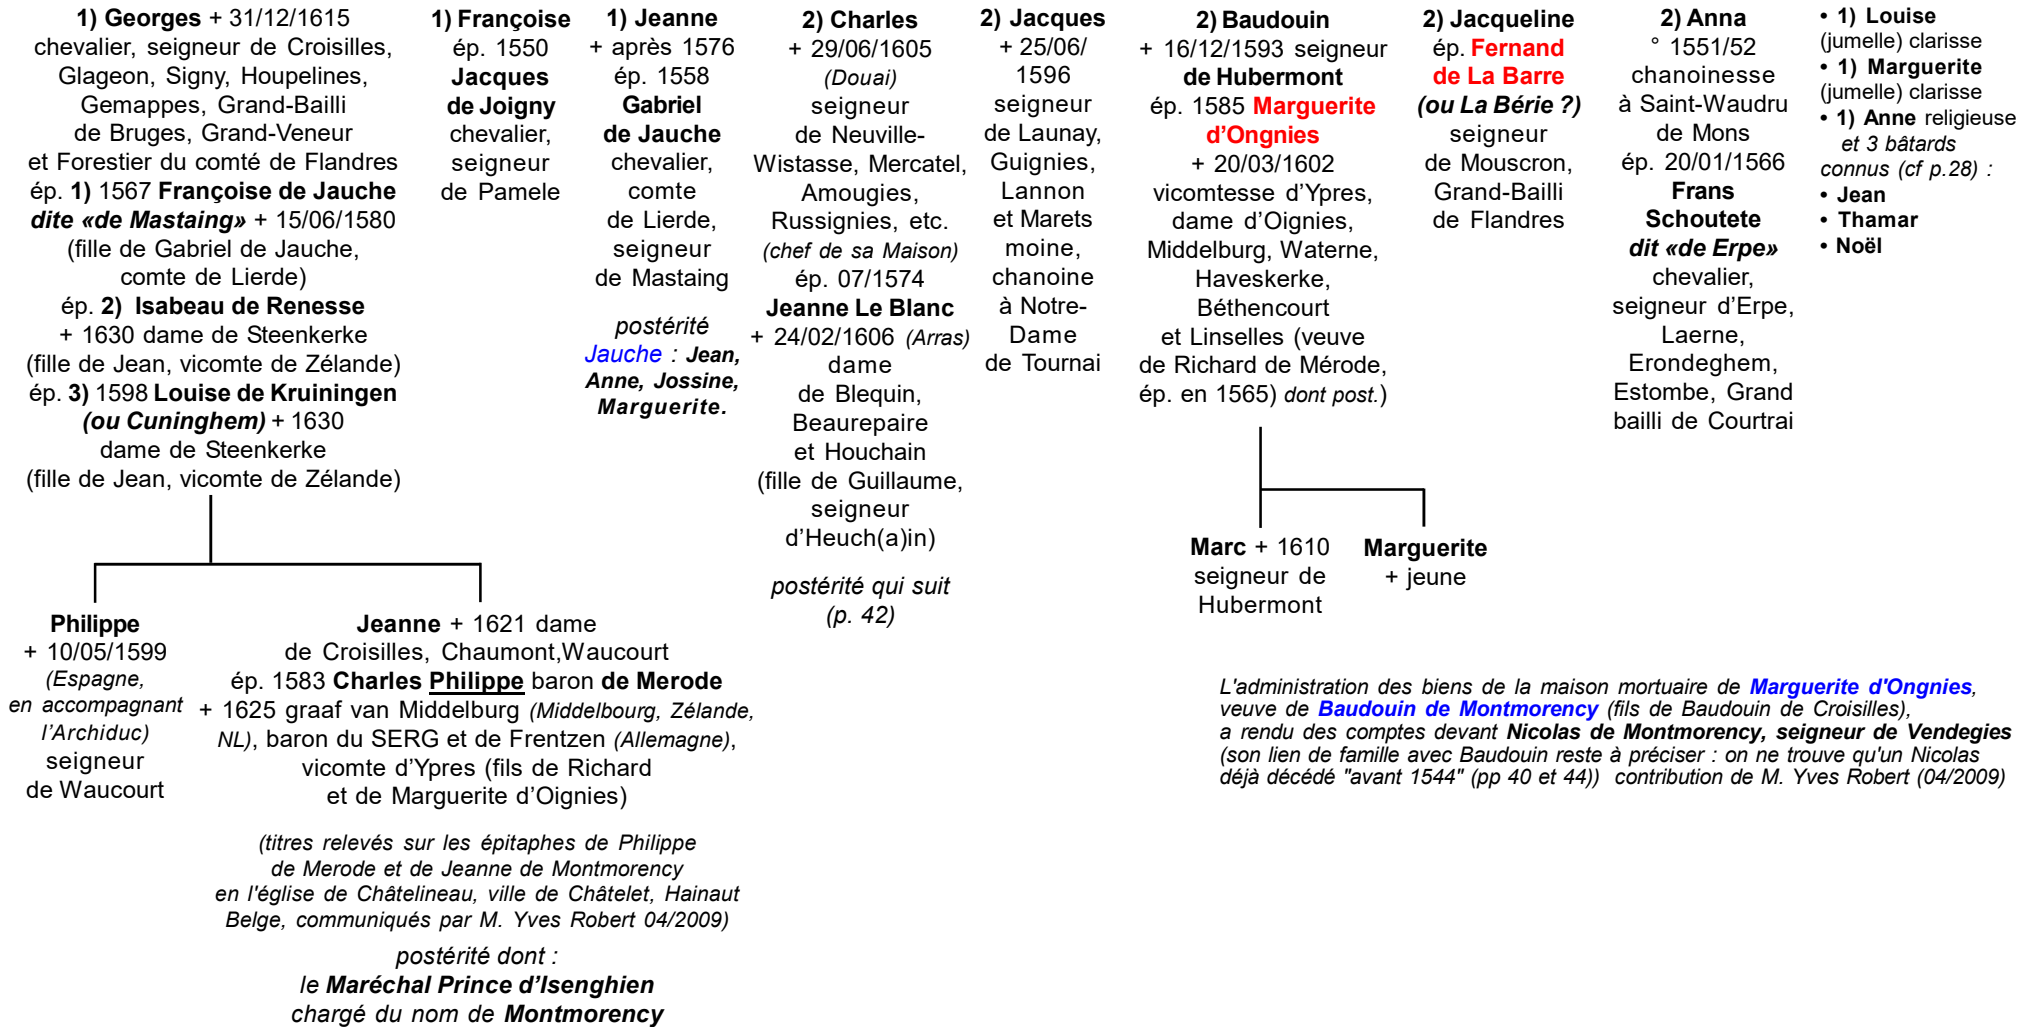 1) Georges + 31/12/1615
chevalier, seigneur de Croisilles,
Glageon, Signy, Houpelines,
Gemappes, Grand-Bailli
de Bruges, Grand-Veneur
et Forestier du comté de Flandres
ép. 1) 1567 Françoise de Jauche
dite «de Mastaing» + 15/06/1580
(fille de Gabriel de Jauche,
comte de Lierde)
ép. 2) Isabeau de Renesse
+ 1630 dame de Steenkerke
(fille de Jean, vicomte de Zélande)
ép. 3) 1598 Louise de Kruiningen
(ou Cuninghem) + 1630
dame de Steenkerke
(fille de Jean, vicomte de Zélande)
1) Françoise
ép. 1550
Jacques
de Joigny
chevalier,
seigneur
de Pamele
1) Jeanne
+ après 1576
ép. 1558
Gabriel
de Jauche
chevalier,
comte
de Lierde,
seigneur
de Mastaing
postérité
Jauche : Jean,
Anne, Jossine,
Marguerite.
2) Charles
+ 29/06/1605
(Douai)
seigneur
de Neuville-
Wistasse, Mercatel,
Amougies,
Russignies, etc.
(chef de sa Maison)
ép. 07/1574
Jeanne Le Blanc
+ 24/02/1606 (Arras)
dame
de Blequin,
Beaurepaire
et Houchain
(fille de Guillaume,
seigneur
d'Heuch(a)in)
postérité qui suit
(p. 42)
2) Jacques
+ 25/06/
1596
seigneur
de Launay,
Guignies,
Lannon
et Marets
moine,
chanoine
à Notre-
Dame
de Tournai
2) Baudouin
+ 16/12/1593 seigneur
de Hubermont
ép. 1585 Marguerite
d'Ongnies
+ 20/03/1602
vicomtesse d'Ypres,
dame d'Oignies,
Middelburg, Waterne,
Haveskerke,
Béthencourt
et Linselles (veuve
de Richard de Mérode,
ép. en 1565) dont post.)
2) Jacqueline
ép. Fernand
de La Barre
(ou La Bérie ?)
seigneur
de Mouscron,
Grand-Bailli
de Flandres
2) Anna
° 1551/52
chanoinesse
à Saint-Waudru
de Mons
ép. 20/01/1566
Frans
Schoutete
dit «de Erpe»
chevalier,
seigneur d'Erpe,
Laerne,
Erondeghem,
Estombe, Grand
bailli de Courtrai
• 1) Louise
(jumelle) clarisse
• 1) Marguerite
(jumelle) clarisse
• 1) Anne religieuse
et 3 bâtards
connus (cf p.28) :
• Jean
• Thamar
• Noël
Marc + 1610
seigneur de
Hubermont
Marguerite
+ jeune
Philippe
+ 10/05/1599
(Espagne,
en accompagnant
l'Archiduc)
seigneur
de Waucourt
Jeanne + 1621 dame
de Croisilles, Chaumont,Waucourt
ép. 1583 Charles Philippe baron de Merode
+ 1625 graaf van Middelburg (Middelbourg, Zélande,
NL), baron du SERG et de Frentzen (Allemagne),
vicomte d'Ypres (fils de Richard
et de Marguerite d'Oignies)
(titres relevés sur les épitaphes de Philippe
de Merode et de Jeanne de Montmorency
en l'église de Châtelineau, ville de Châtelet, Hainaut
Belge, communiqués par M. Yves Robert 04/2009)
postérité dont :
le Maréchal Prince d'Isenghien
chargé du nom de Montmorency
L'administration des biens de la maison mortuaire de Marguerite d'Ongnies,
veuve de Baudouin de Montmorency (fils de Baudouin de Croisilles),
a rendu des comptes devant Nicolas de Montmorency, seigneur de Vendegies
(son lien de famille avec Baudouin reste à préciser : on ne trouve qu'un Nicolas
déjà décédé "avant 1544" (pp 40 et 44)) contribution de M. Yves Robert (04/2009)